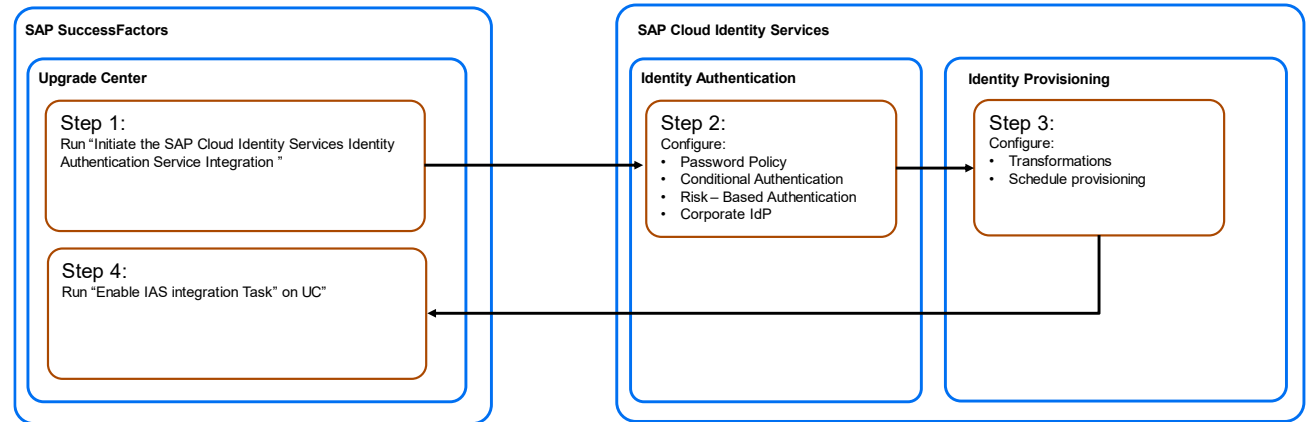 SAP SuccessFactors
Upgrade Center
Step 1:
Run “Initiate the SAP Cloud Identity Services Identity
Authentication Service Integration ”
Step 4:
Run “Enable IAS integration Task” on UC”
SAP Cloud Identity Services
Identity Authentication
Step 2:
Configure:
• Password Policy
• Conditional Authentication
• Risk – Based Authentication
• Corporate IdP
Identity Provisioning
Step 3:
Configure:
• Transformations
• Schedule provisioning